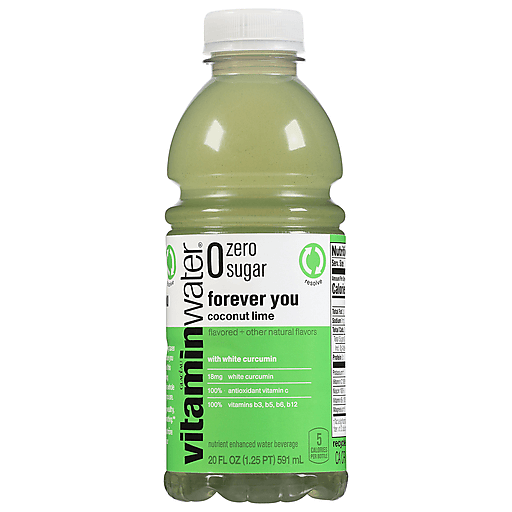 glacéau
vitaminwater®
0 zero
sugar
forever you
coconut lime
flavored + other natural flavors
with white curcumin
18mg white curcumin
100% antioxidant vitamin c
100% vitamins b3, b5, b6, b12
nutrient enhanced water beverage
5
CALORIES
PER BOTTLE
20 FL OZ (1.25 PT) 591 mL
resolve